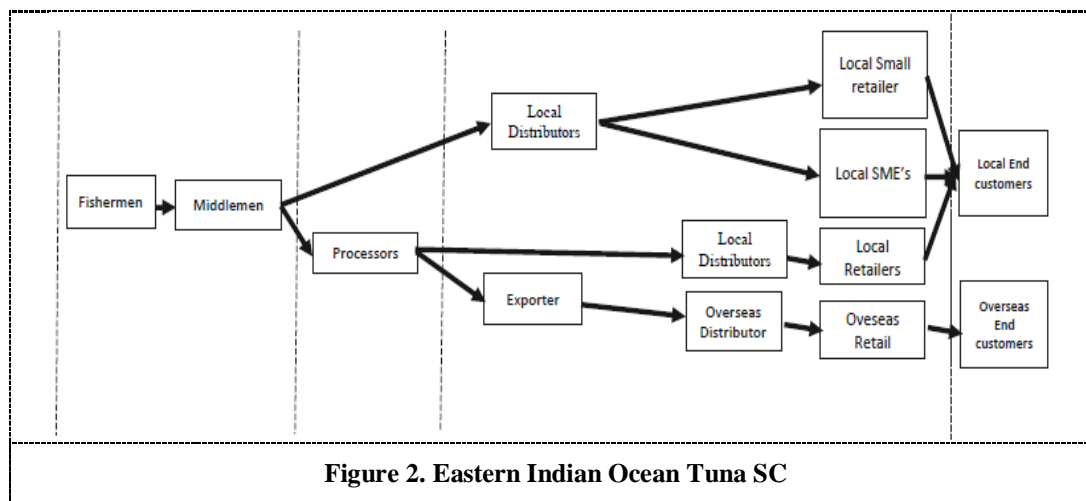 Local Small
retailer
Local
Distributors
Local SME's
Local End
customers
Fishermen
Middlemen
Processors
Local
Distributors
Local
Retailers
Exporter
Overseas
Distributor
Oveseas
Retail
Overseas
End
customers
Figure 2. Eastern Indian Ocean Tuna SC